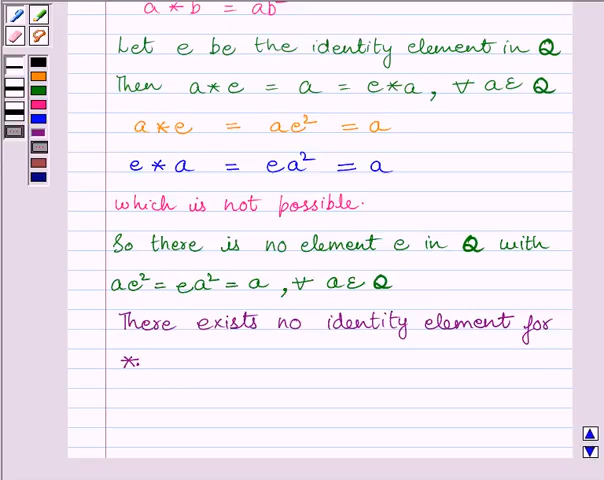 a * b = ab²
Let e be the identity element in Q
Then a * e = a = e * a , ∀ a ε Q
a * e = ae² = a
e * a = ea² = a
which is not possible.
So there is no element e in Q with
ae² = ea² = a , ∀ a ε Q
There exists no identity element for
*.